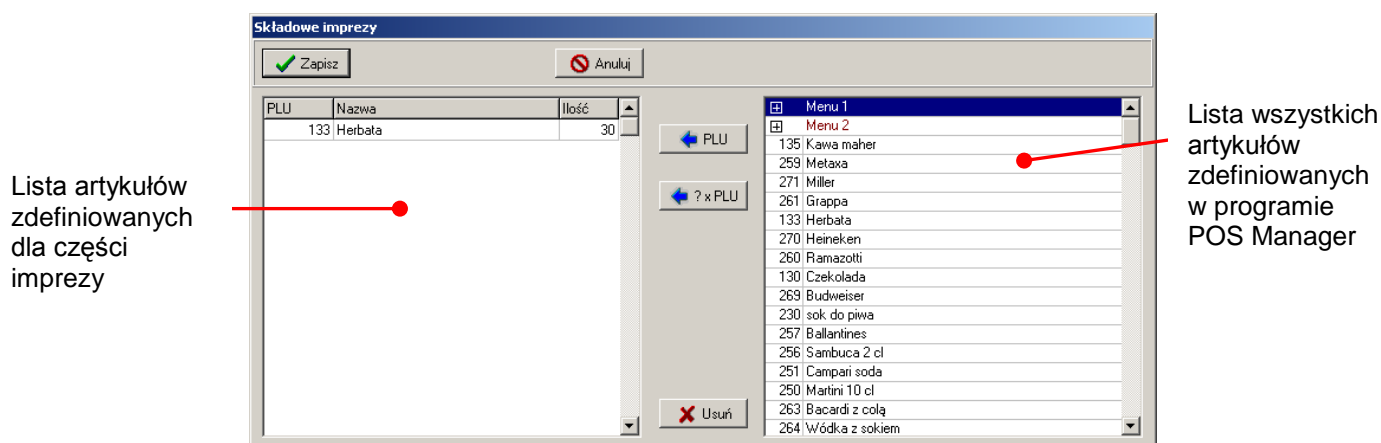 Składowe imprezy
Zapisz
Anuluj
PLU Nazwa Ilość
133 Herbata 30
Lista artykułów
zdefiniowanych
dla części
imprezy
PLU
? x PLU
Usuń
Menu 1
Menu 2
135 Kawa maher
259 Metaxa
271 Miller
261 Grappa
133 Herbata
270 Heineken
260 Ramazotti
130 Czekolada
269 Budweiser
230 sok do piwa
257 Ballantines
256 Sambuca 2 cl
251 Campari soda
250 Martini 10 cl
263 Bacardi z colą
264 Wódka z sokiem
Lista wszystkich
artykułów
zdefiniowanych
w programie
POS Manager